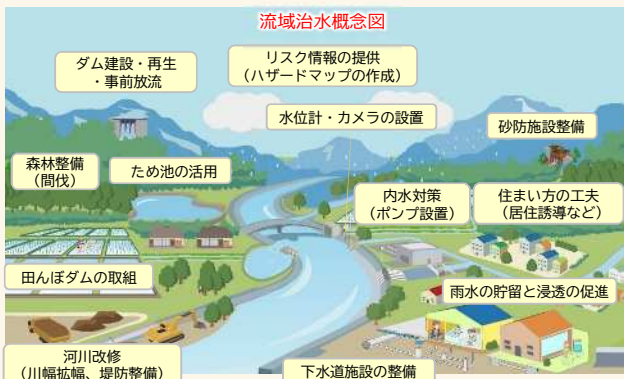 流域治水概念図
ダム建設・再生
・事前放流
リスク情報の提供
（ハザードマップの作成）
水位計・カメラの設置
砂防施設整備
森林整備
（間伐）
ため池の活用
内水対策
（ポンプ設置）
住まい方の工夫
（居住誘導など）
田んぼダムの取組
雨水の貯留と浸透の促進
河川改修
（川幅拡幅、堤防整備）
下水道施設の整備